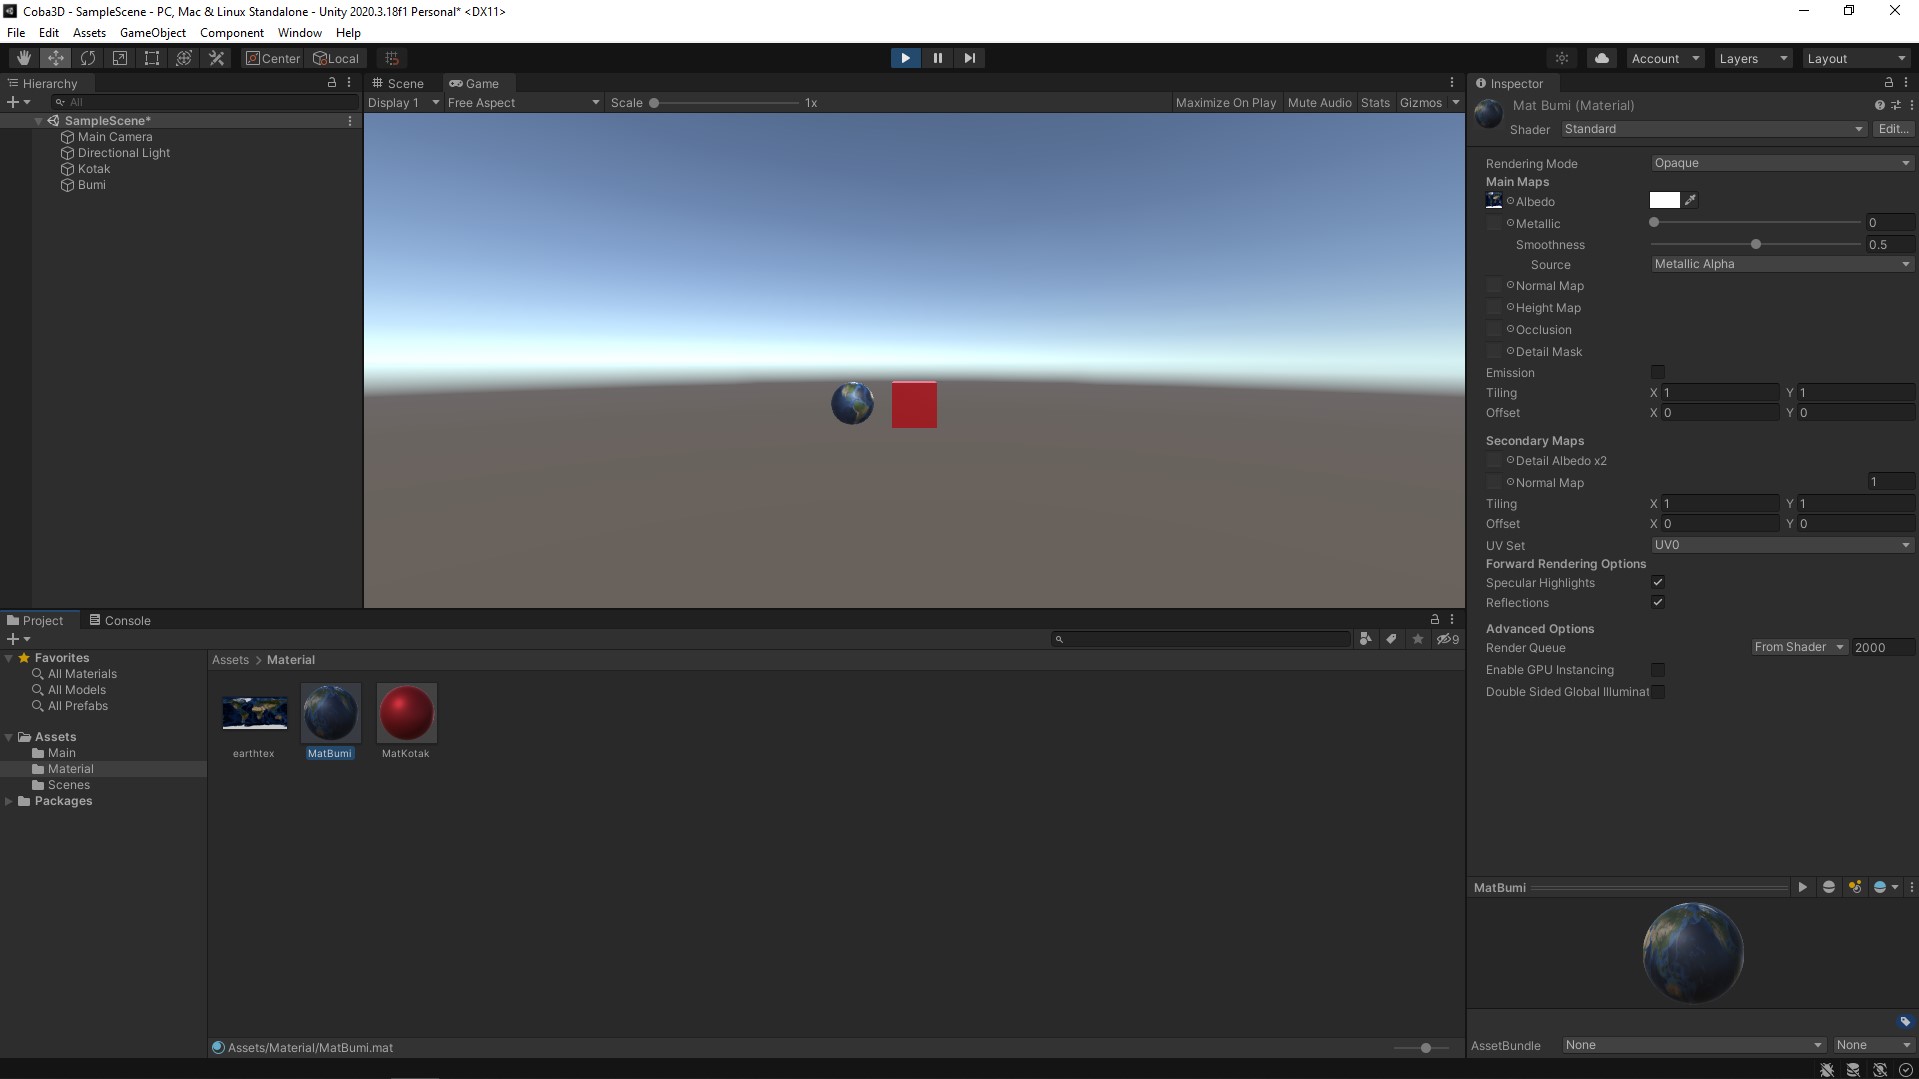 Coba3D - SampleScene - PC, Mac & Linux Standalone - Unity 2020.3.18f1 Personal* <DX11>
File Edit Assets GameObject Component Window Help
Center Local Account Layers Layout
Hierarchy
All
SampleScene*
Main Camera
Directional Light
Kotak
Bumi
Scene Game
Display 1 Free Aspect Scale 1x Maximize On Play Mute Audio Stats Gizmos
Inspector
Mat Bumi (Material)
Shader Standard Edit...
Rendering Mode Opaque
Main Maps
Albedo
Metallic 0
Smoothness 0.5
Source Metallic Alpha
Normal Map
Height Map
Occlusion
Detail Mask
Emission
Tiling X 1 Y 1
Offset X 0 Y 0
Secondary Maps
Detail Albedo x2
Normal Map 1
Tiling X 1 Y 1
Offset X 0 Y 0
UV Set UV0
Forward Rendering Options
Specular Highlights
Reflections
Advanced Options
Render Queue From Shader 2000
Enable GPU Instancing
Double Sided Global Illuminat
Project Console
9
Favorites
All Materials
All Models
All Prefabs
Assets
Main
Material
Scenes
Packages
Assets > Material
earthtex MatBumi MatKotak
Assets/Material/MatBumi.mat
MatBumi
AssetBundle None None